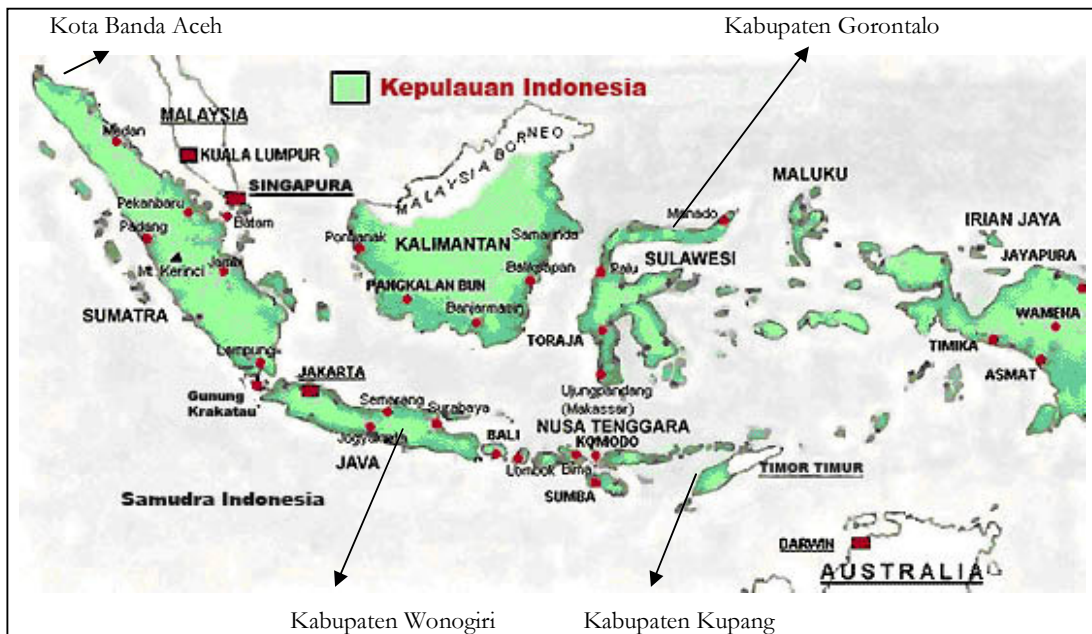 Kota Banda Aceh
Kabupaten Gorontalo
Kepulauan Indonesia
MALAYSIA
Medan
KUALA LUMPUR
SINGAPURA
MALAYSIA BORNEO
MALUKU
Manado
IRIAN JAYA
JAYAPURA
Pekanbaru
Batam
Padang
Pontianak
KALIMANTAN
Samarinda
SULAWESI
Palu
Mt. Kerinci
Jambi
Balikpapan
PANGKALAN BUN
Banjarmasin
SUMATRA
TORAJA
WAMENA
TIMIKA
ASMAT
Lampung
JAKARTA
Gunung
Krakatau
Semarang
Surabaya
Ujungpandang
(Makassar)
Jogyakarta
JAVA
BALI
NUSA TENGGARA
KOMODO
Lombok
Bima
SUMBA
TIMOR TIMUR
Samudra Indonesia
DARWIN
AUSTRALIA
Kabupaten Wonogiri
Kabupaten Kupang